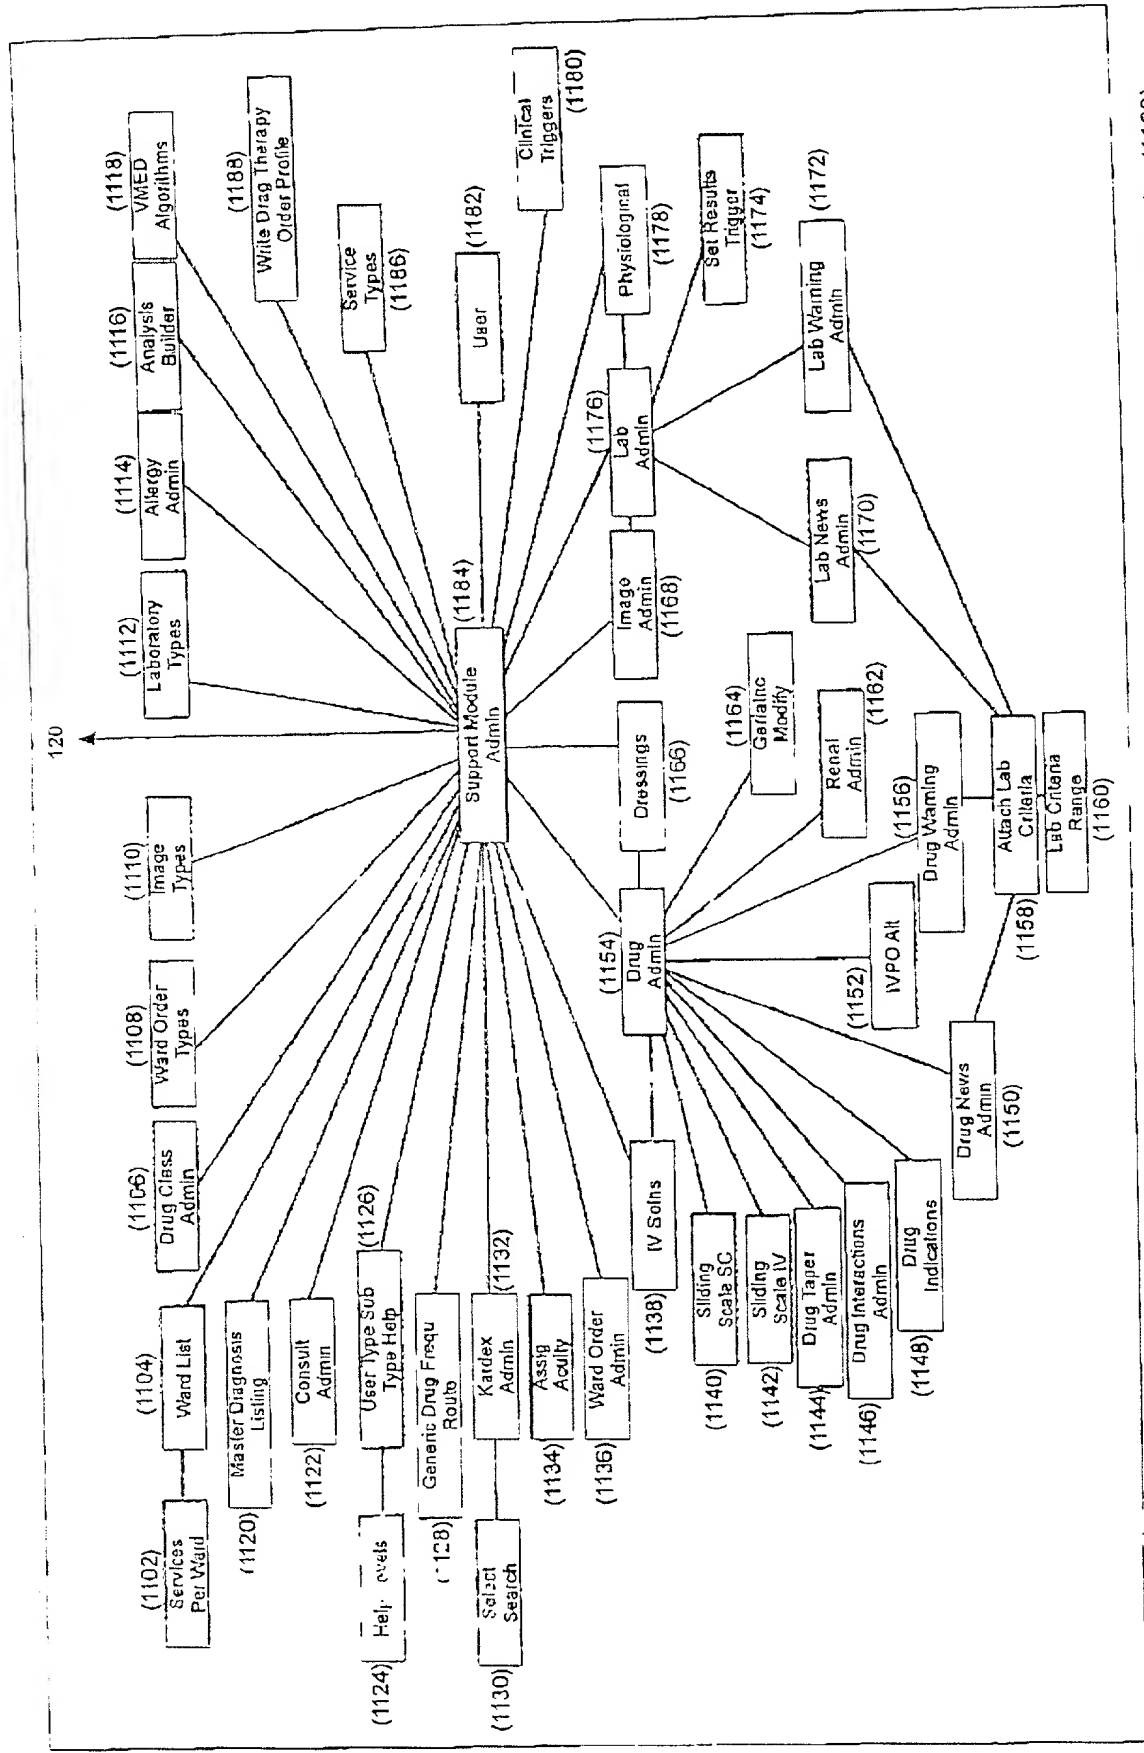 120
(1102)
Services
Per Ward
(1104)
Ward List
(1106)
Drug Class
Admin
(1108)
Ward Order
Types
(1110)
Image
Types
(1112)
Laboratory
Types
(1114)
Allergy
Admin
(1116)
Analysis
Builder
(1118)
VMED
Algorithms
(1188)
Write Drag Therapy
Order Profile
Service
Types
(1186)
(1182)
User
Clinical
Triggers
(1180)
(1184)
Support Module
Admin
Master Diagnosis
Listing
(1120)
Consult
Admin
(1122)
(1126)
User Type Sub
Type Help
Help
(1124)
Generic Drug Frequ
Route
(1132)
Kardex
Admin
Select
Search
(1130)
Assig
Acuity
(1134)
Ward Order
Admin
(1136)
IV Solns
(1138)
(1154)
Drug
Admin
Dressings
(1166)
Image
Admin
(1168)
(1176)
Lab
Admin
Physiological
(1178)
Set Results
Trigger
(1174)
Sliding
Scale SC
(1140)
Sliding
Scale IV
(1142)
Drug Taper
Admin
(1144)
Drug Interactions
Admin
(1146)
Drug
Indications
(1148)
Drug News
Admin
(1150)
(1152)
IVPO Alt
(1156)
Drug Warning
Admin
Renal
Admin
(1162)
(1164)
Modify
Lab News
Admin
(1170)
Lab Warning
Admin
(1172)
Attach Lab
Criteria
(1158)
Lab Criteria
Range
(1160)